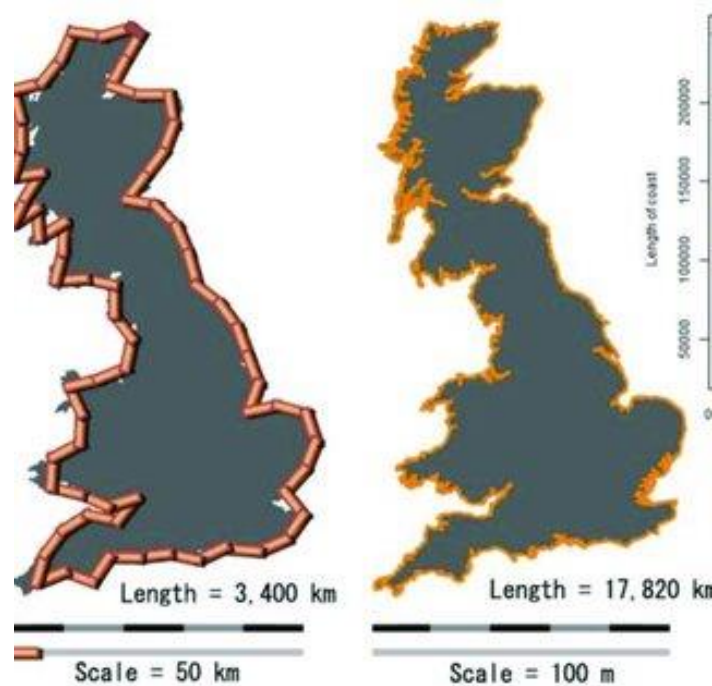 Length = 3,400 km
Scale = 50 km
Length = 17,820 km
Scale = 100 m
Length of coast
200000
150000
100000
50000
0